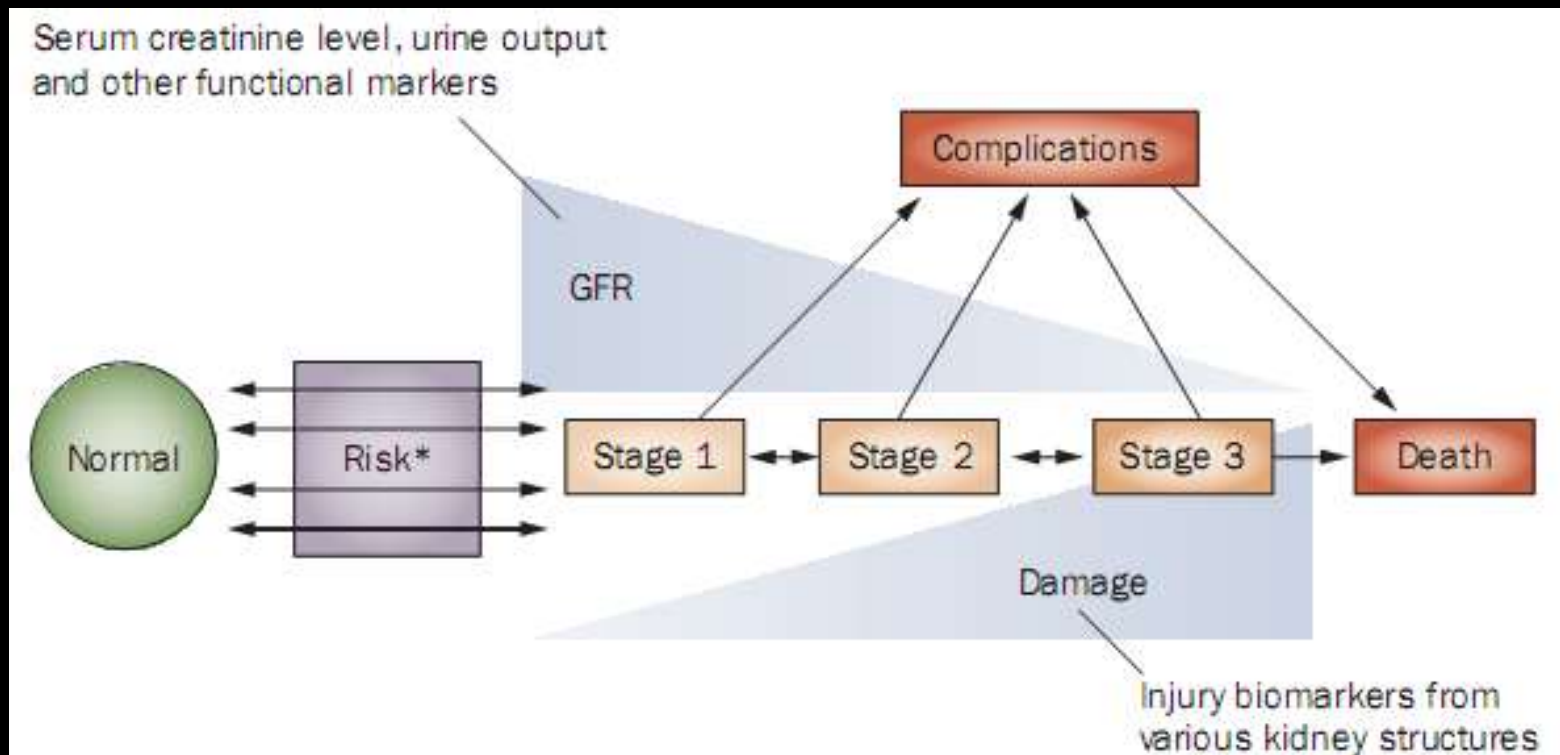 Serum creatinine level, urine output
and other functional markers
Complications
GFR
Normal
Risk*
Stage 1
Stage 2
Stage 3
Death
Damage
Injury biomarkers from
various kidney structures